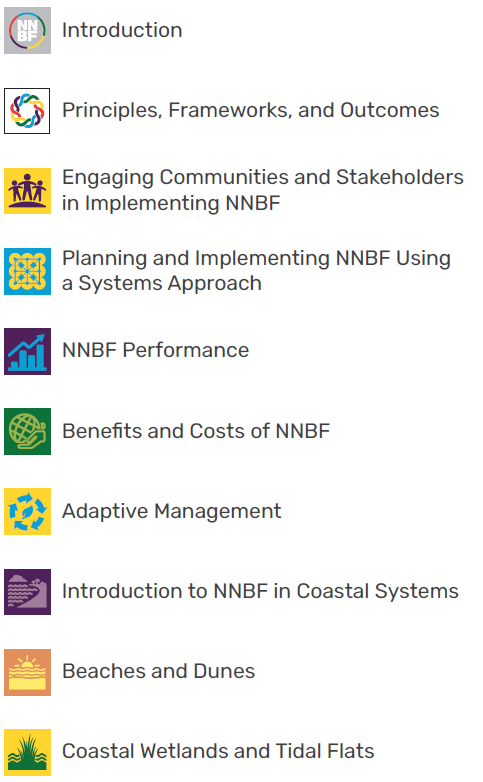 NN
BF
Introduction
Principles, Frameworks, and Outcomes
Engaging Communities and Stakeholders
in Implementing NNBF
Planning and Implementing NNBF Using
a Systems Approach
NNBF Performance
Benefits and Costs of NNBF
Adaptive Management
Introduction to NNBF in Coastal Systems
Beaches and Dunes
Coastal Wetlands and Tidal Flats